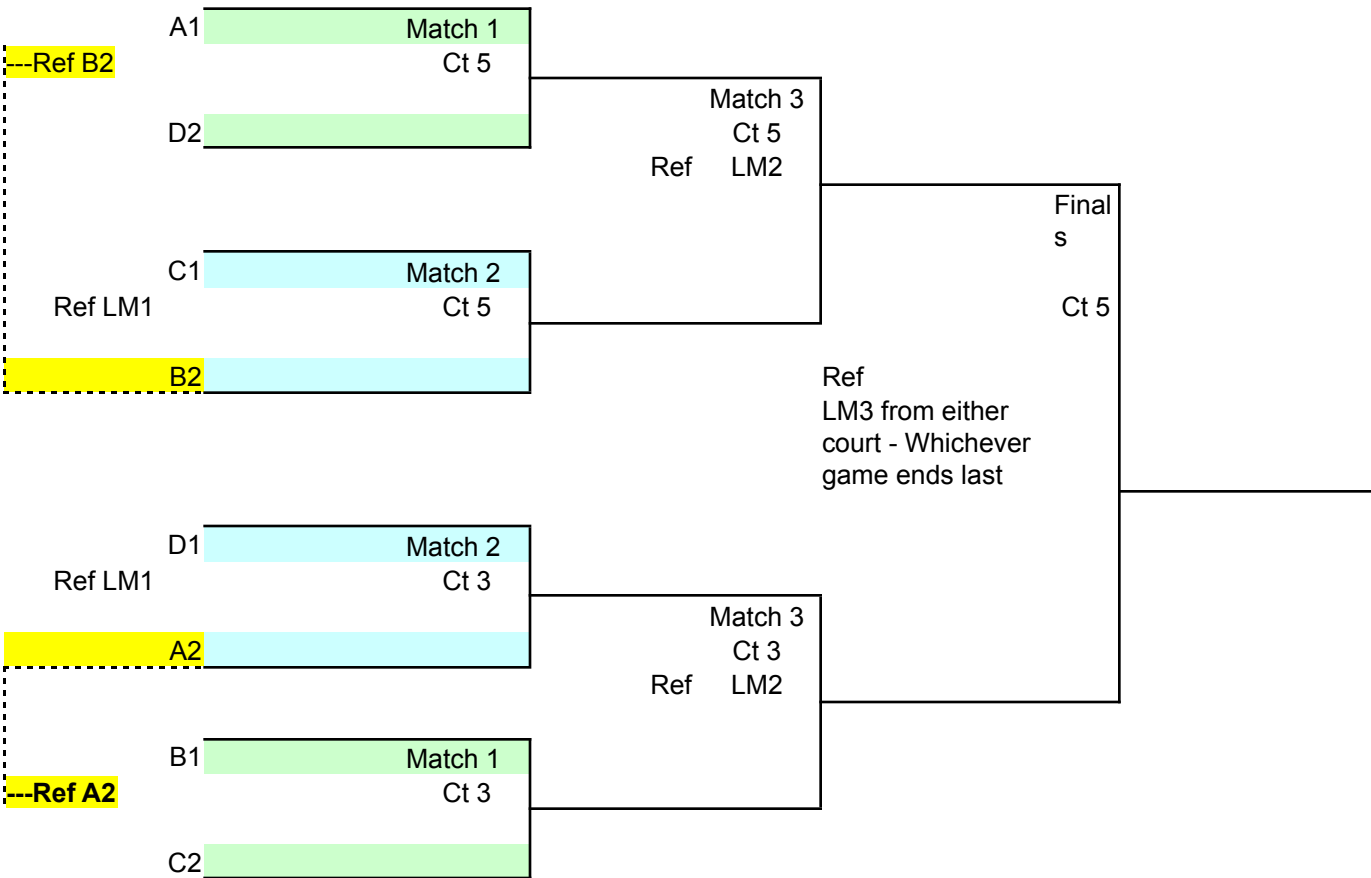 A1 Match 1
---Ref B2 Ct 5
Match 3
D2 Ct 5
Ref LM2
Final
s
C1 Match 2
Ref LM1 Ct 5 Ct 5
B2 Ref
LM3 from either
court - Whichever
game ends last
D1 Match 2
Ref LM1 Ct 3
Match 3
A2 Ct 3
Ref LM2
B1 Match 1
---Ref A2 Ct 3
C2